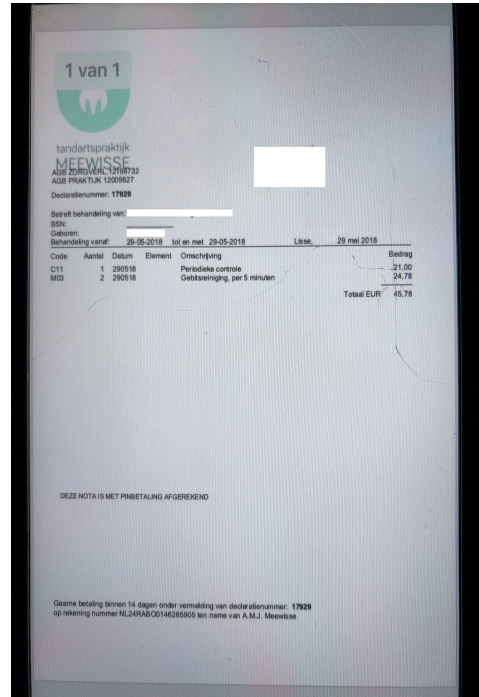 1 van 1
tandartspraktijk
MEEWISSE
AGB ZORGVERL. 12198732
AGB PRAKTIJK 12005627
Declaratienummer: 17929
Betreft behandeling van:
BSN:
Geboren:
Behandeling vanaf: 29-05-2018 tot en met 29-05-2018 Lisse, 29 mei 2018
Code Aantal Datum Element Omschrijving Bedrag
C11 1 290518 Periodieke controle 21,00
M03 2 290518 Gebitsreiniging, per 5 minuten 24,78
Totaal EUR 45,78
DEZE NOTA IS MET PINBETALING AFGEREKEND
Gaarne betaling binnen 14 dagen onder vermelding van declaratienummer: 17929
op rekening nummer NL24RABO0146285905 ten name van A.M.J. Meewisse